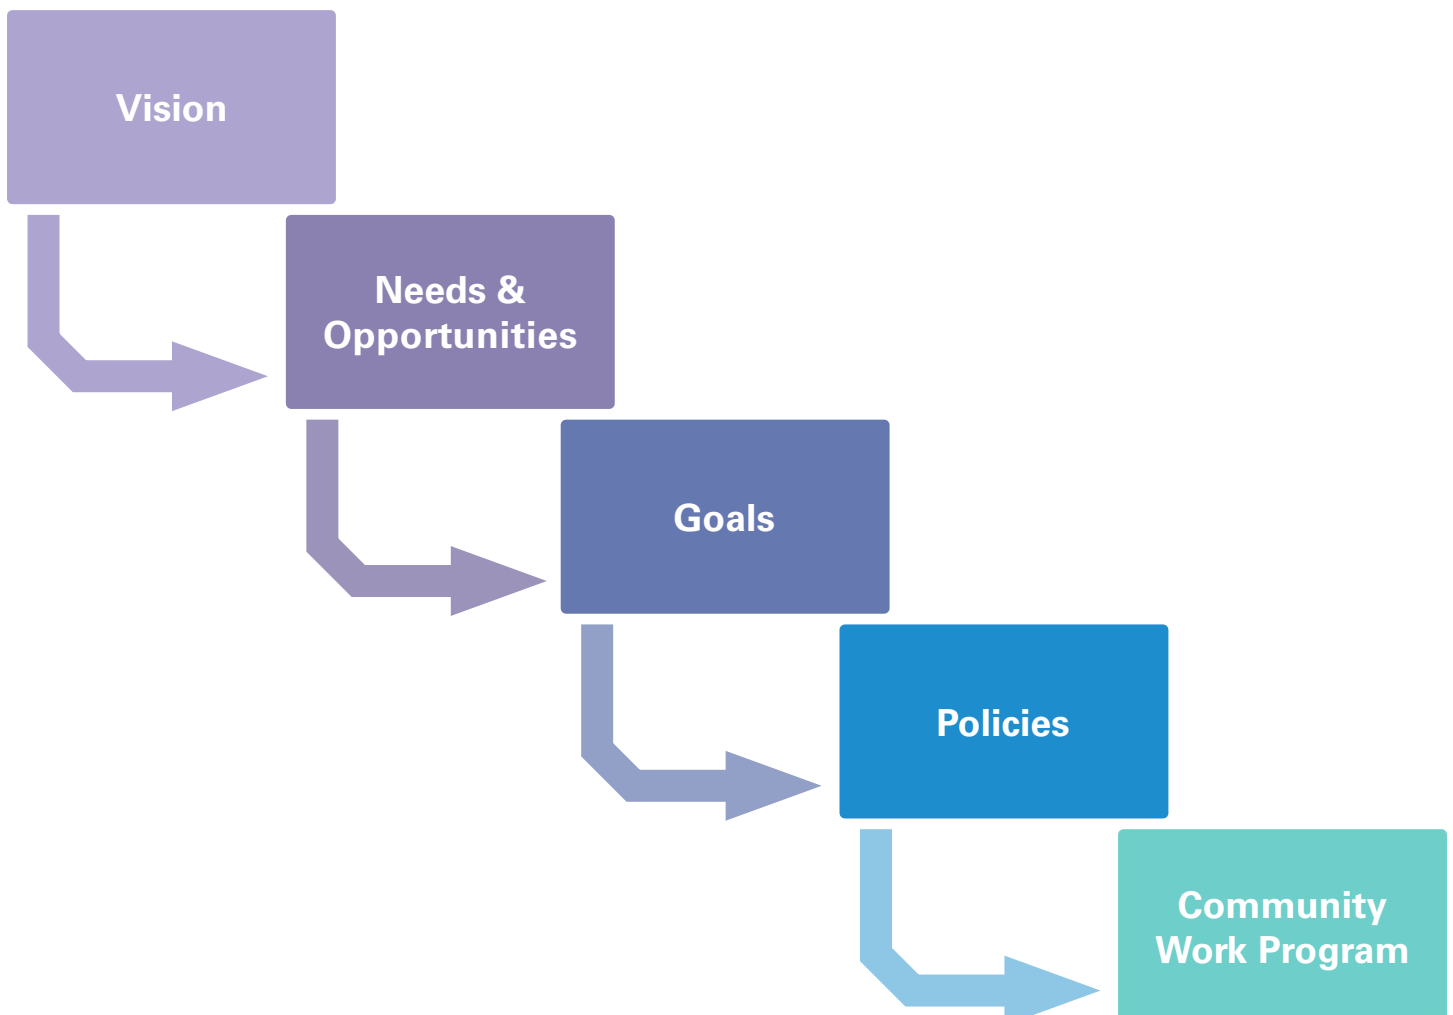 Vision
Needs &
Opportunities
Goals
Policies
Community
Work Program